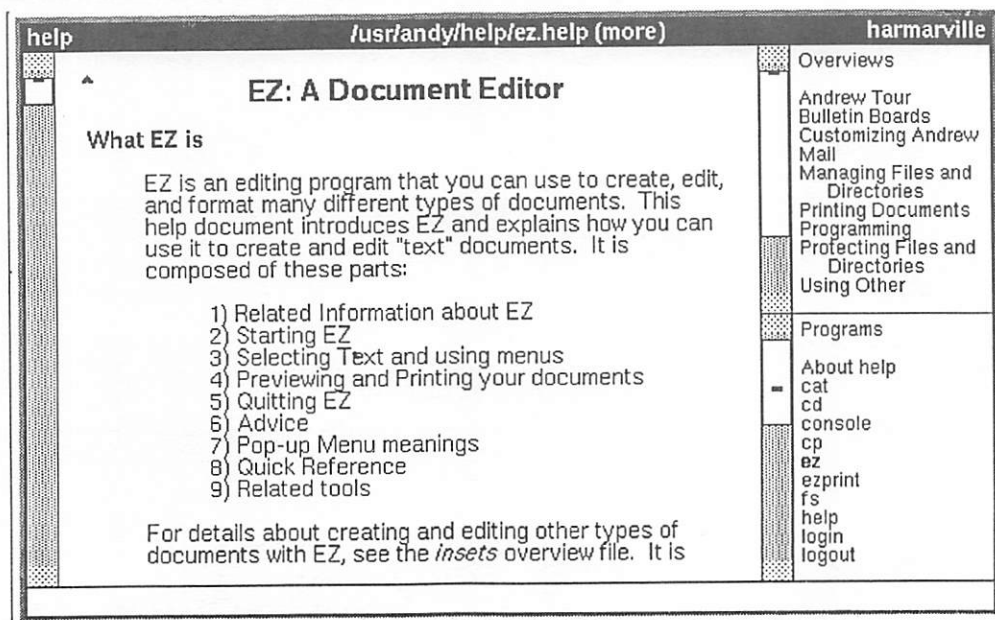 help /usr/andy/help/ez.help (more) harmarville
EZ: A Document Editor
What EZ is
EZ is an editing program that you can use to create, edit,
and format many different types of documents. This
help document introduces EZ and explains how you can
use it to create and edit "text" documents. It is
composed of these parts:
1) Related Information about EZ
2) Starting EZ
3) Selecting Text and using menus
4) Previewing and Printing your documents
5) Quitting EZ
6) Advice
7) Pop-up Menu meanings
8) Quick Reference
9) Related tools
For details about creating and editing other types of
documents with EZ, see the insets overview file. It is
Overviews
Andrew Tour
Bulletin Boards
Customizing Andrew
Mail
Managing Files and
Directories
Printing Documents
Programming
Protecting Files and
Directories
Using Other
Programs
About help
cat
cd
console
cp
ez
ezprint
fs
help
login
logout